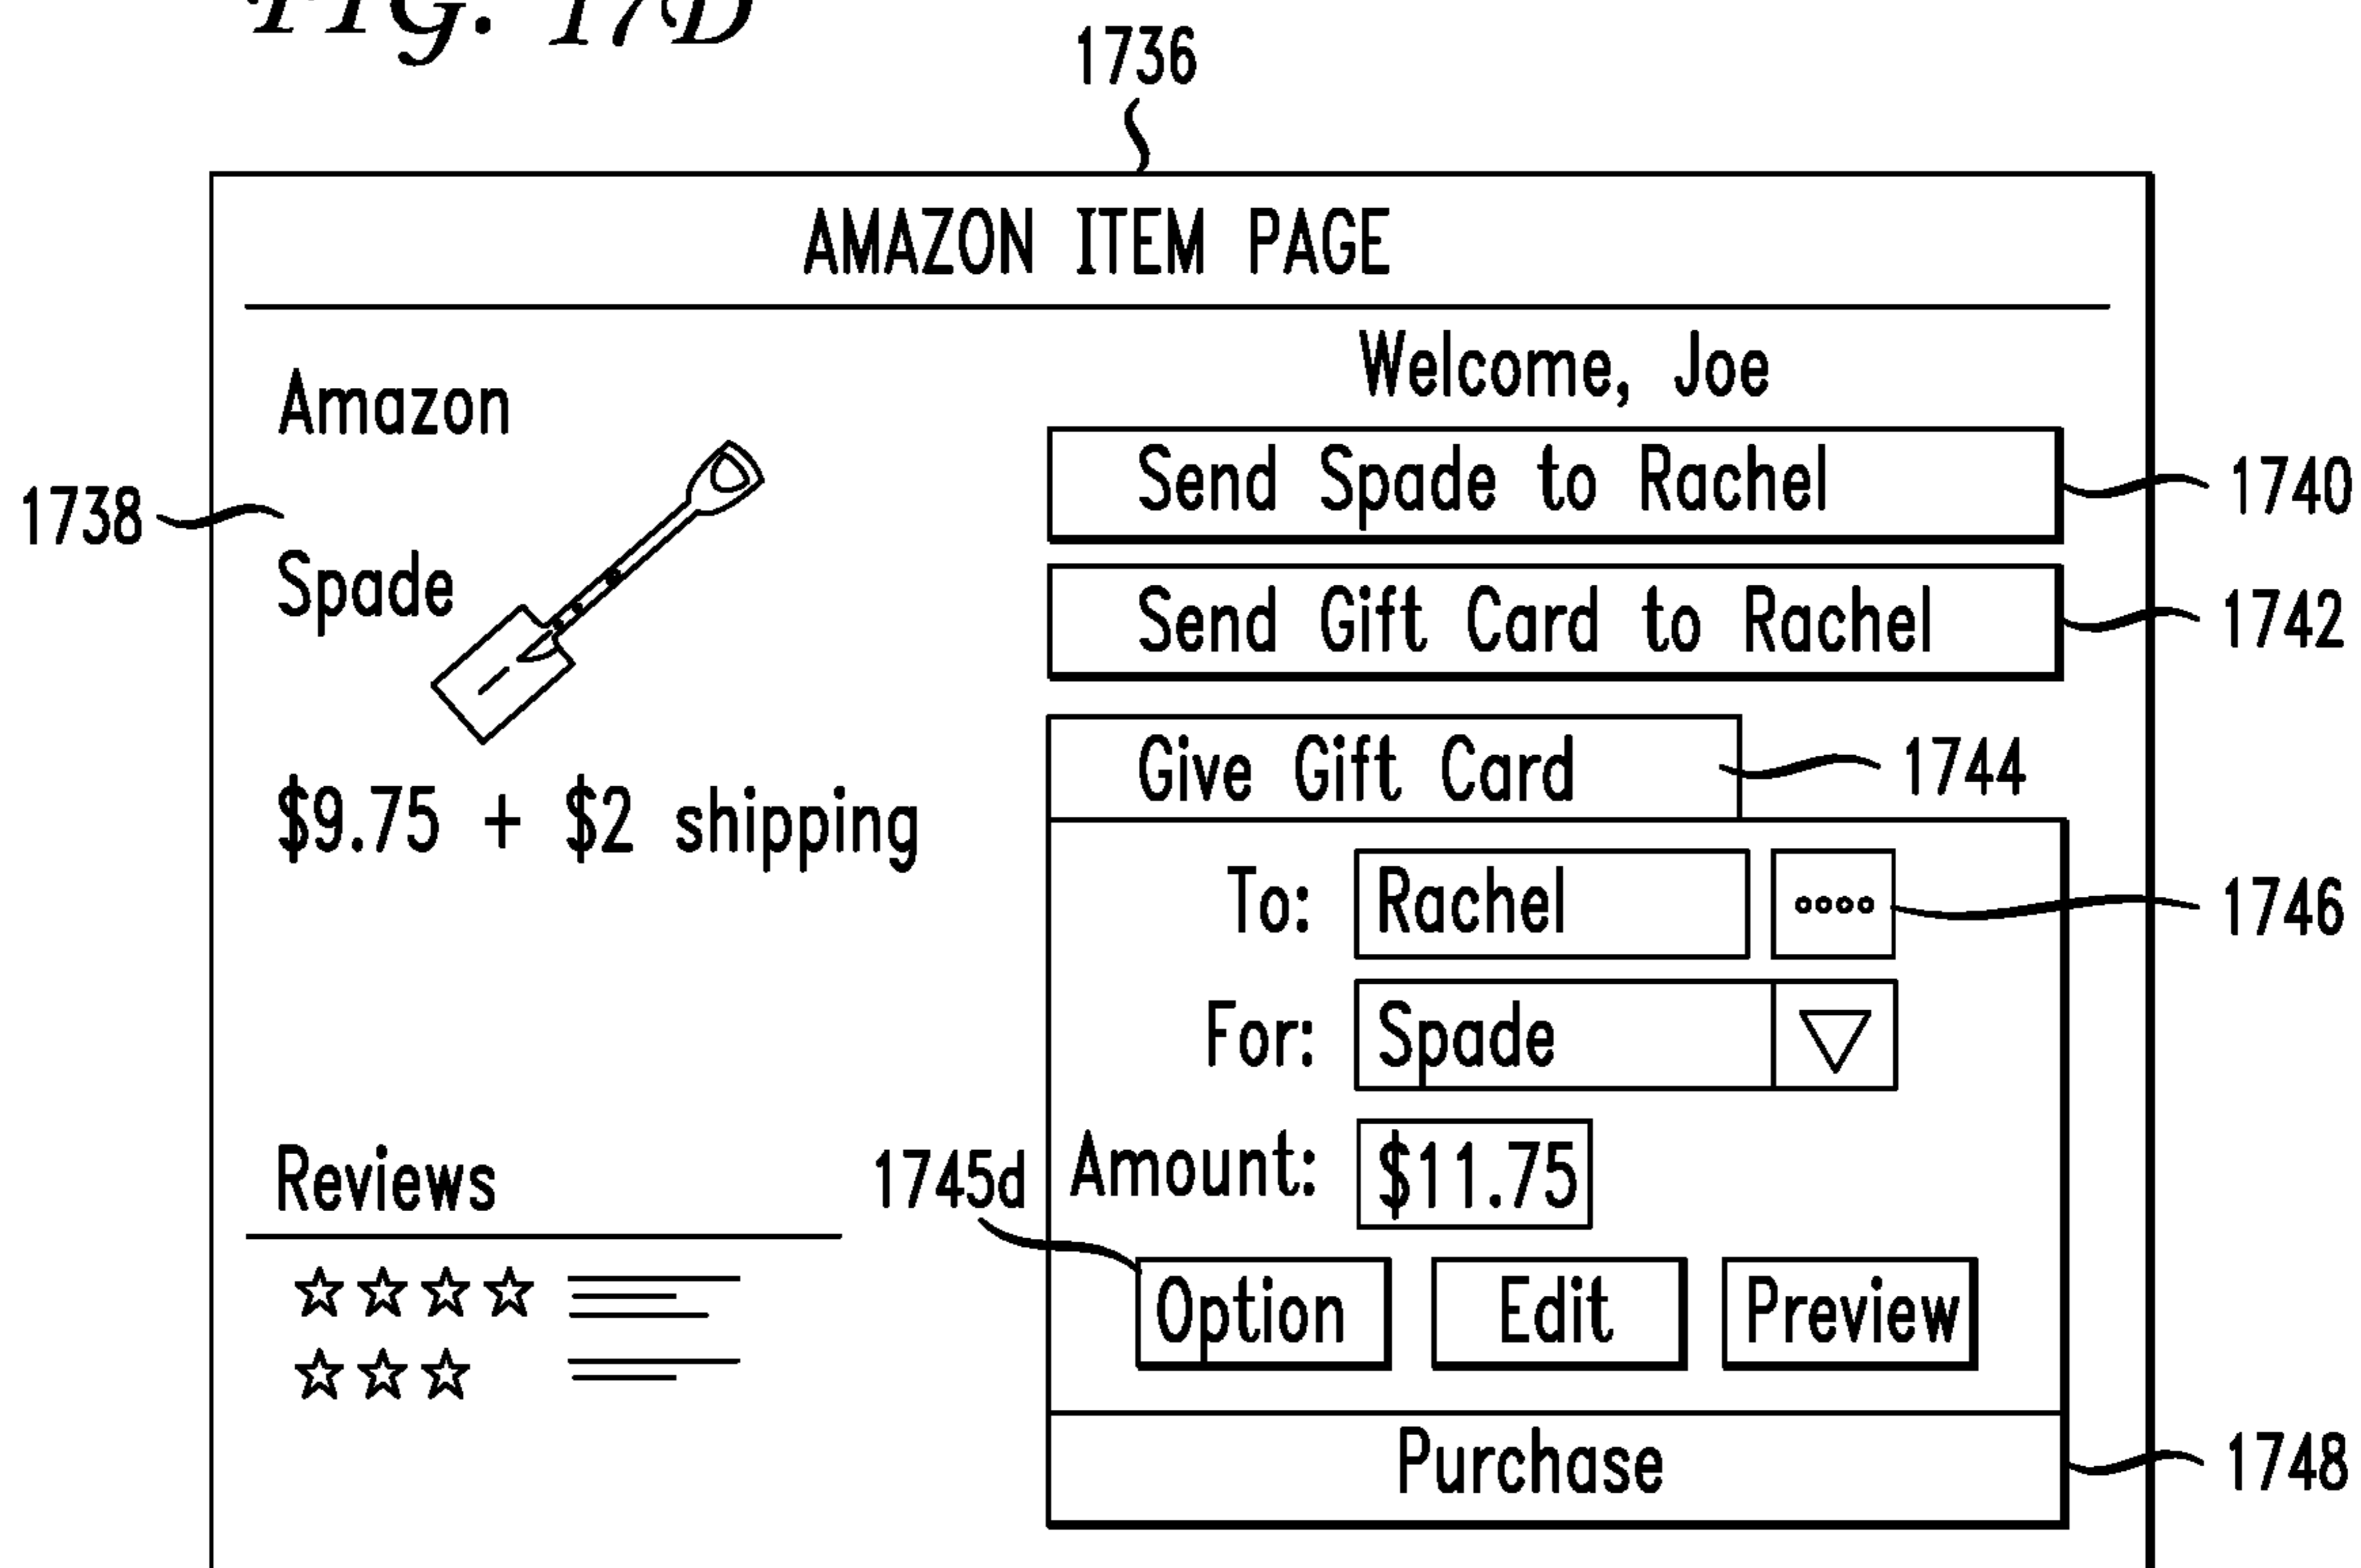 FIG. 17D
1736
AMAZON ITEM PAGE
Welcome, Joe
Amazon
Send Spade to Rachel
1740
1738
Spade
Send Gift Card to Rachel
1742
Give Gift Card
1744
$9.75 + $2 shipping
To: Rachel
1746
For: Spade
Reviews
1745d
Amount: $11.75
Option Edit Preview
Purchase
1748